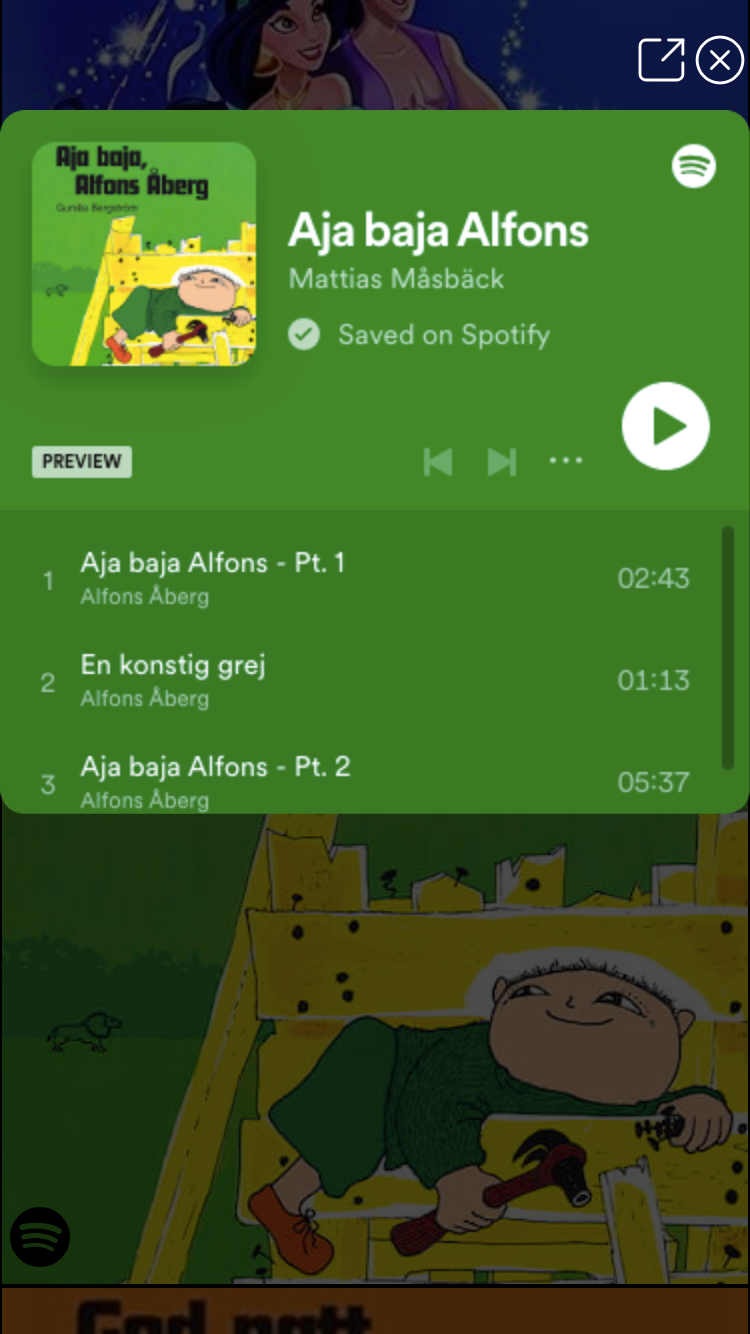 Aja baja,
Alfons Åberg
Gunilla Bergström
Aja baja Alfons
Mattias Måsbäck
Saved on Spotify
PREVIEW
1
Aja baja Alfons - Pt. 1
Alfons Åberg
02:43
2
En konstig grej
Alfons Åberg
01:13
3
Aja baja Alfons - Pt. 2
Alfons Åberg
05:37
God natt